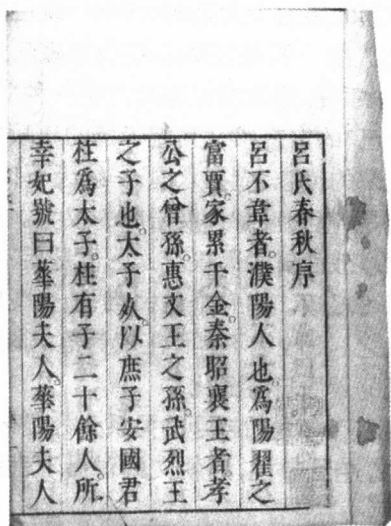 呂氏春秋序
呂不韋者。濮陽人也。爲陽翟之
富賈。家累千金。秦昭襄王者。孝
公之曾孫。惠文王之孫。武烈王
之子也。太子死。以庶子安國君
柱爲太子。柱有子二十餘人。所
幸妃號曰華陽夫人。華陽夫人